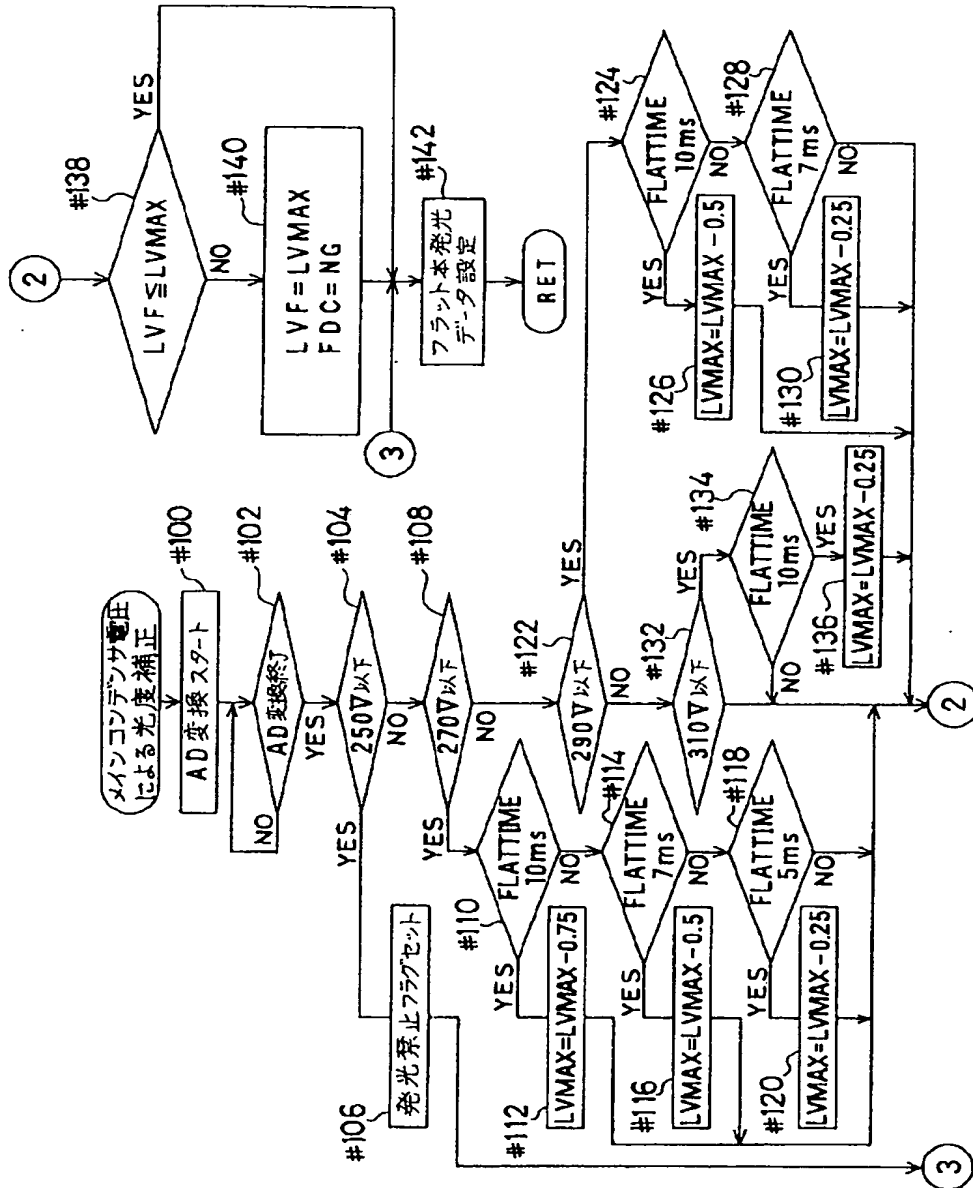 メインコンデンサ電圧
による光度補正
#100
AD変換スタート
#102
AD変換終了
NO
YES
#104
250V以下
YES
NO
#106
発光禁止フラグセット
#108
270V以下
YES
NO
#110
FLATTIME
10ms
YES
NO
#112
LVMAX=LVMAX-0.75
#114
FLATTIME
7ms
YES
NO
#116
LVMAX=LVMAX-0.5
#118
FLATTIME
5ms
YES
NO
#120
LVMAX=LVMAX-0.25
#122
290V以下
YES
NO
#124
FLATTIME
10ms
YES
NO
#126
LVMAX=LVMAX-0.5
#128
FLATTIME
7ms
YES
NO
#130
LVMAX=LVMAX-0.25
#132
310V以下
YES
#134
FLATTIME
10ms
NO
YES
#136
LVMAX=LVMAX-0.25
2
3
2
#138
LVF≦LVMAX
YES
NO
#140
LVF=LVMAX
FDC=NG
3
#142
フラット本発光
データ設定
RET